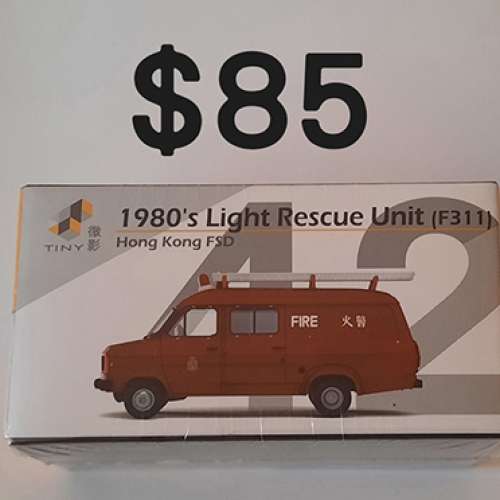 $85
42
1980's Light Rescue Unit (F311)
Hong Kong FSD
TINY 微影
FIRE 火警